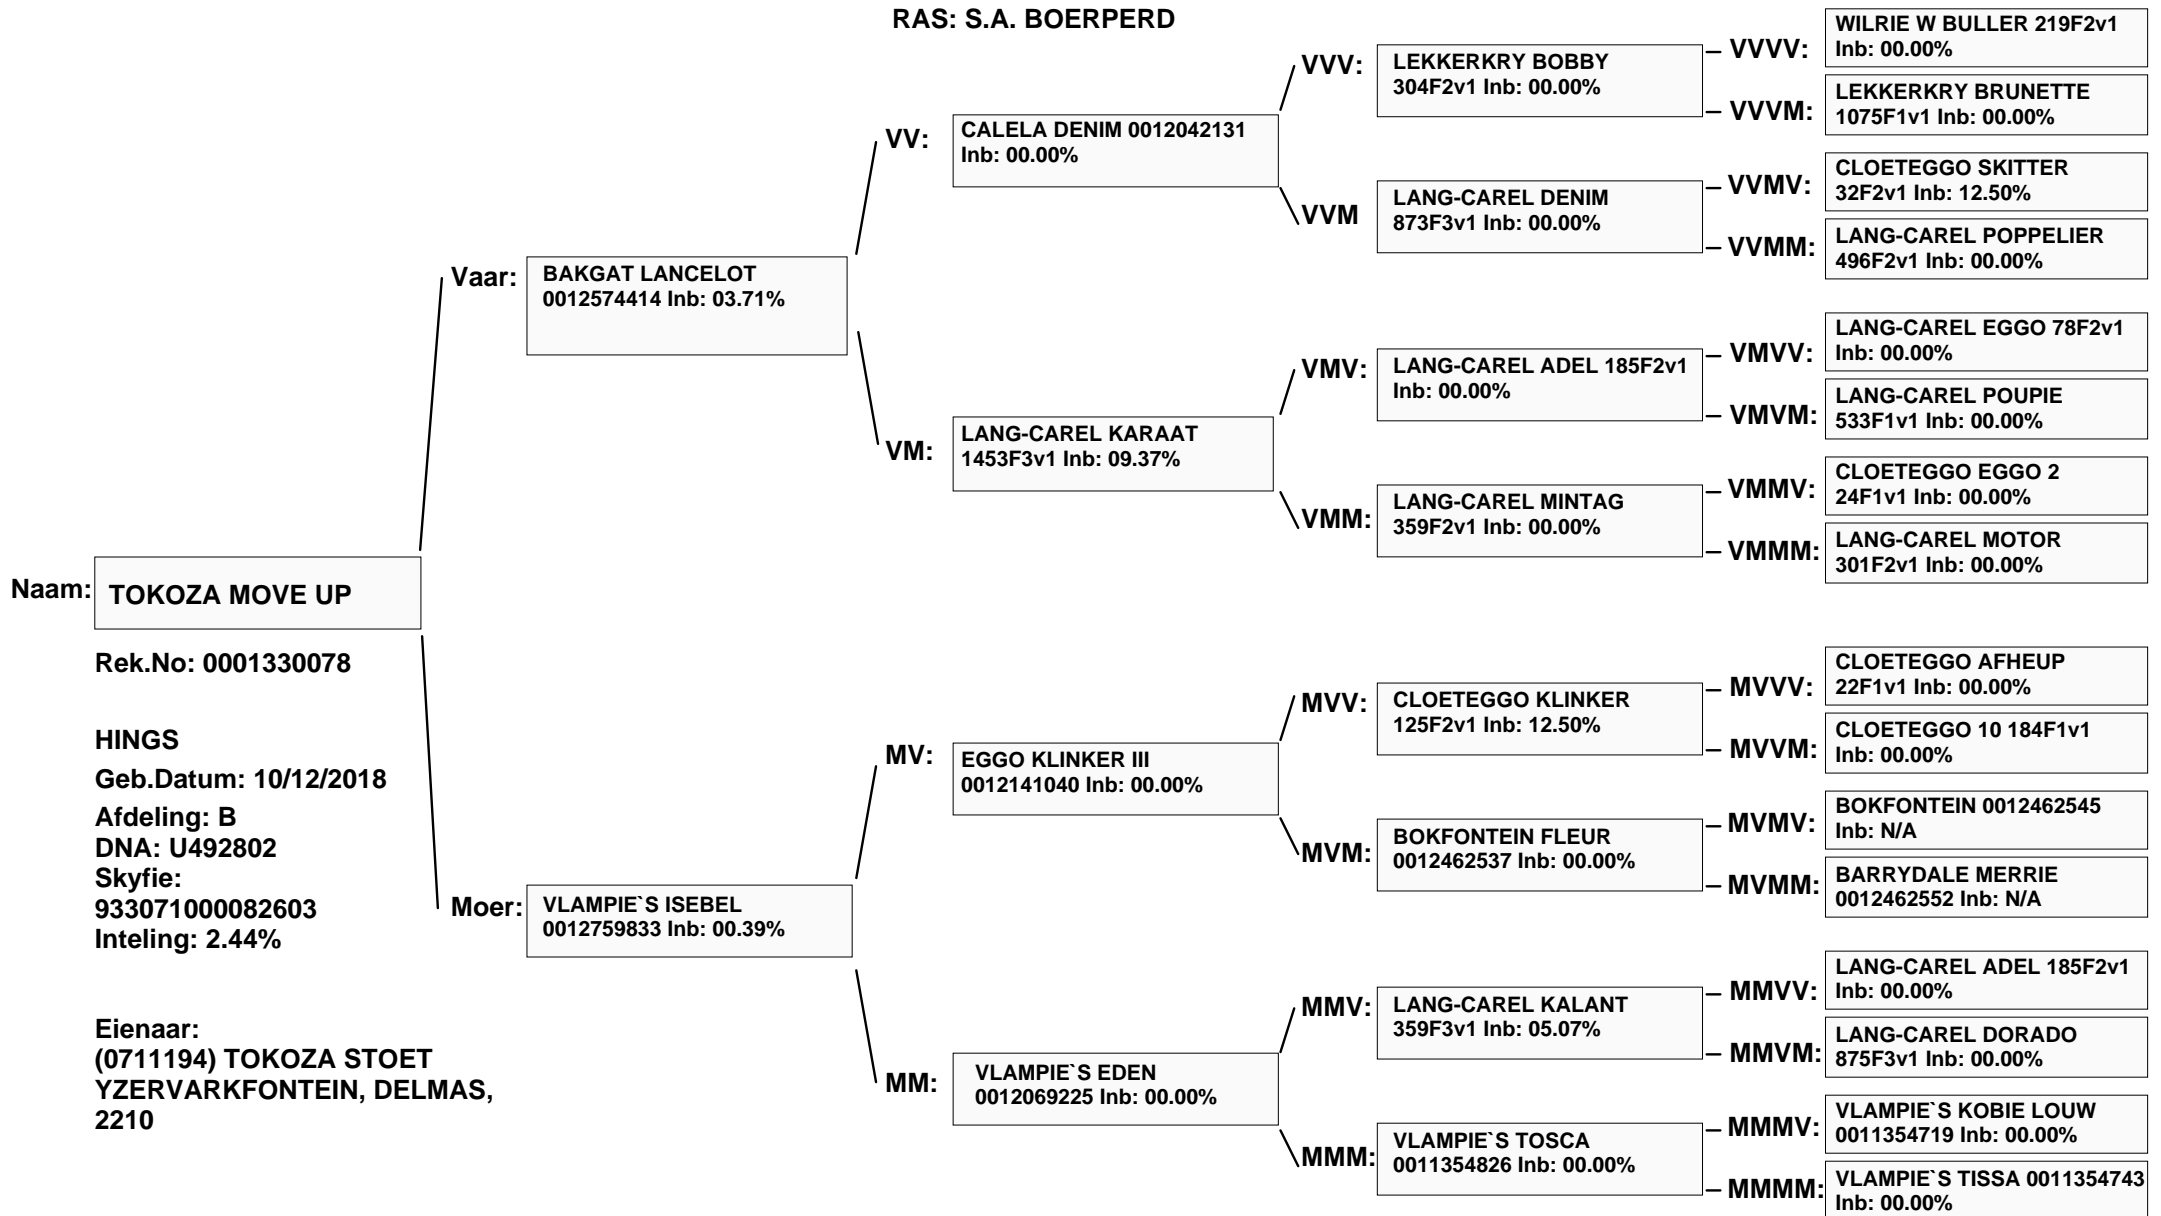 RAS: S.A. BOERPERD
Naam:
TOKOZA MOVE UP
Rek.No: 0001330078
HINGS
Geb.Datum: 10/12/2018
Afdeling: B
DNA: U492802
Skyfie:
933071000082603
Inteling: 2.44%
Eienaar:
(0711194) TOKOZA STOET
YZERVARKFONTEIN, DELMAS,
2210
Vaar:
BAKGAT LANCELOT
0012574414 Inb: 03.71%
Moer:
VLAMPIE`S ISEBEL
0012759833 Inb: 00.39%
VV:
CALELA DENIM 0012042131
Inb: 00.00%
VM:
LANG-CAREL KARAAT
1453F3v1 Inb: 09.37%
MV:
EGGO KLINKER III
0012141040 Inb: 00.00%
MM:
VLAMPIE`S EDEN
0012069225 Inb: 00.00%
VVV:
LEKKERKRY BOBBY
304F2v1 Inb: 00.00%
VVM
LANG-CAREL DENIM
873F3v1 Inb: 00.00%
VMV:
LANG-CAREL ADEL 185F2v1
Inb: 00.00%
VMM:
LANG-CAREL MINTAG
359F2v1 Inb: 00.00%
MVV:
CLOETEGGO KLINKER
125F2v1 Inb: 12.50%
MVM:
BOKFONTEIN FLEUR
0012462537 Inb: 00.00%
MMV:
LANG-CAREL KALANT
359F3v1 Inb: 05.07%
MMM:
VLAMPIE`S TOSCA
0011354826 Inb: 00.00%
VVVV:
WILRIE W BULLER 219F2v1
Inb: 00.00%
VVVM:
LEKKERKRY BRUNETTE
1075F1v1 Inb: 00.00%
VVMV:
CLOETEGGO SKITTER
32F2v1 Inb: 12.50%
VVMM:
LANG-CAREL POPPELIER
496F2v1 Inb: 00.00%
VMVV:
LANG-CAREL EGGO 78F2v1
Inb: 00.00%
VMVM:
LANG-CAREL POUPIE
533F1v1 Inb: 00.00%
VMMV:
CLOETEGGO EGGO 2
24F1v1 Inb: 00.00%
VMMM:
LANG-CAREL MOTOR
301F2v1 Inb: 00.00%
MVVV:
CLOETEGGO AFHEUP
22F1v1 Inb: 00.00%
MVVM:
CLOETEGGO 10 184F1v1
Inb: 00.00%
MVMV:
BOKFONTEIN 0012462545
Inb: N/A
MVMM:
BARRYDALE MERRIE
0012462552 Inb: N/A
MMVV:
LANG-CAREL ADEL 185F2v1
Inb: 00.00%
MMVM:
LANG-CAREL DORADO
875F3v1 Inb: 00.00%
MMMV:
VLAMPIE`S KOBIE LOUW
0011354719 Inb: 00.00%
MMMM:
VLAMPIE`S TISSA 0011354743
Inb: 00.00%